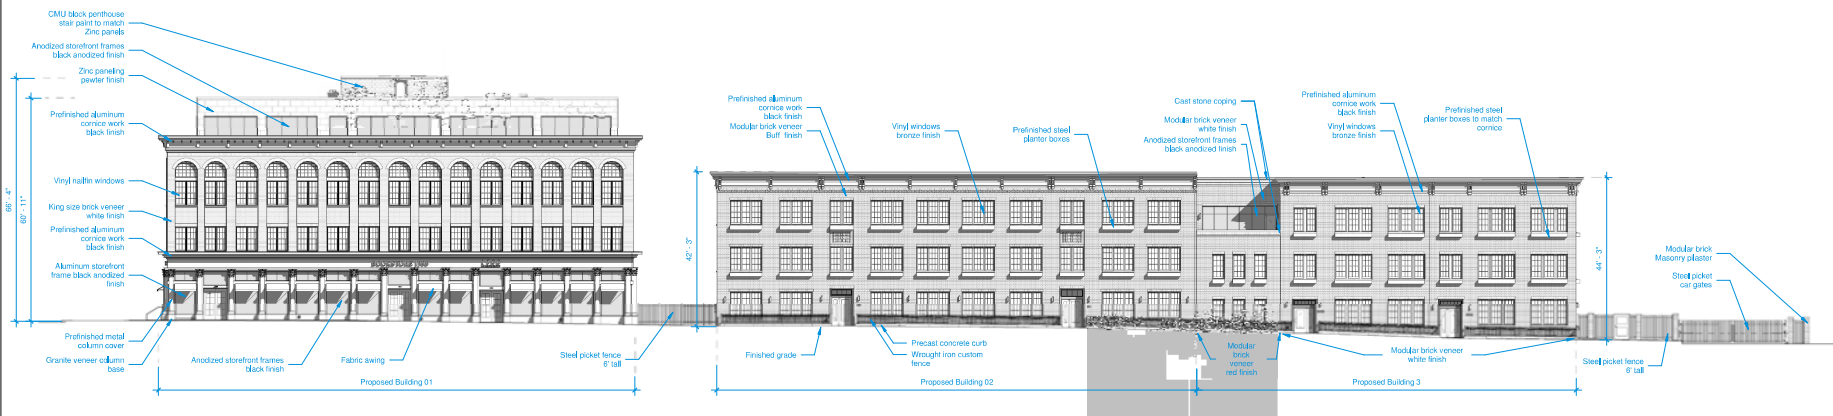 CMU block penthouse
stair paint to match
Zinc panels
Anodized storefront frames
black anodized finish
Zinc paneling
pewter finish
Prefinished aluminum
cornice work
black finish
Vinyl nailfin windows
King size brick veneer
white finish
Prefinished aluminum
cornice work
black finish
Aluminum storefront
frame black anodized
finish
Prefinished metal
column cover
Granite veneer column
base
66' - 4"
60' - 11"
Anodized storefront frames
black finish
Fabric awing
Steel picket fence
6' tall
Proposed Building 01
Prefinished aluminum
cornice work
black finish
Modular brick veneer
Buff finish
Vinyl windows
bronze finish
Prefinished steel
planter boxes
42' - 3"
Finished grade
Precast concrete curb
Wrought iron custom
fence
Proposed Building 02
Cast stone coping
Modular brick veneer
white finish
Anodized storefront frames
black anodized finish
Prefinished aluminum
cornice work
black finish
Vinyl windows
bronze finish
Prefinished steel
planter boxes to match
cornice
44' - 3"
Modular
brick
veneer
red finish
Modular brick veneer
white finish
Proposed Building 3
Modular brick
Masonry pilaster
Steel picket
car gates
Steel picket fence
6' tall